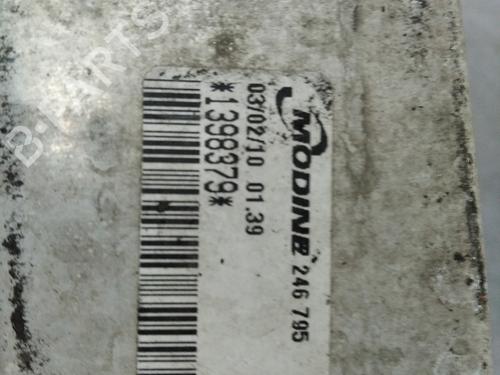 MODINE 246 795
03/02/10 01.39
*1398379*
B-PARTS